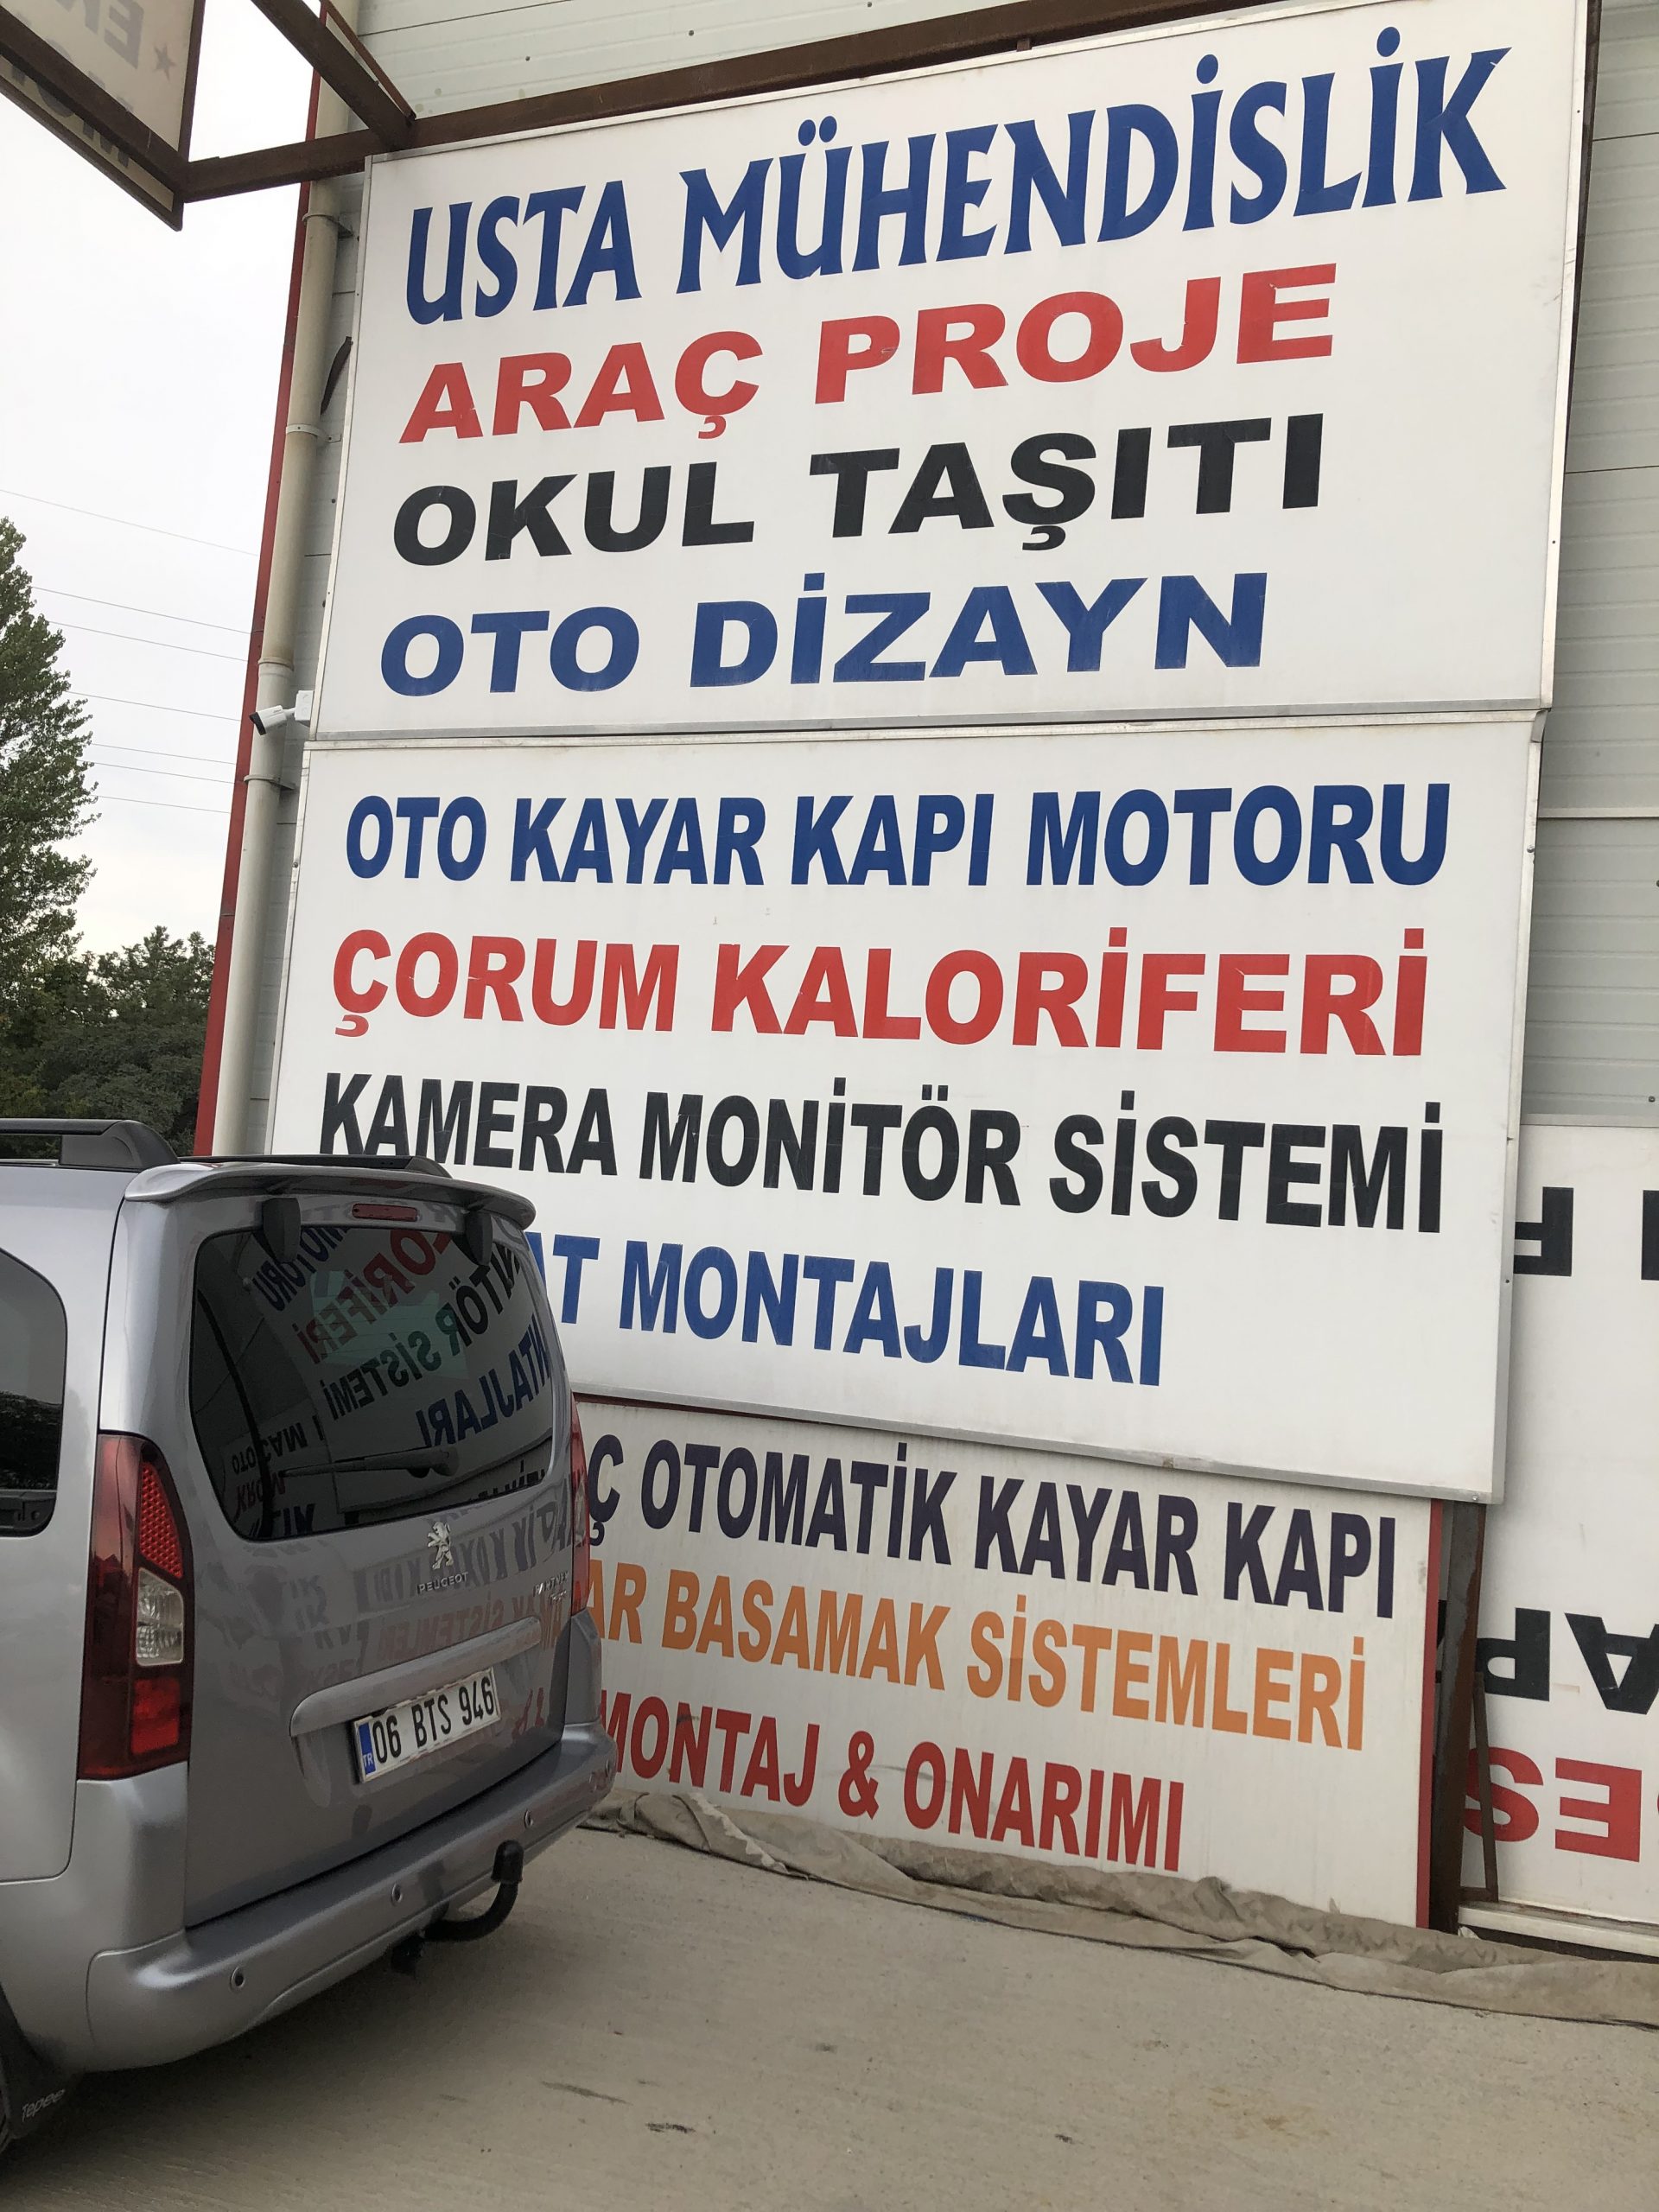 USTA MÜHENDİSLİK
ARAÇ PROJE
OKUL TAŞITI
OTO DİZAYN
OTO KAYAR KAPI MOTORU
ÇORUM KALORİFERİ
KAMERA MONİTÖR SİSTEMİ
MONTAJLARI
OTOMATİK KAYAR KAPI
BASAMAK SİSTEMLERİ
MONTAJ & ONARIMI
PEUGEOT
06 BTS 946
Tepee